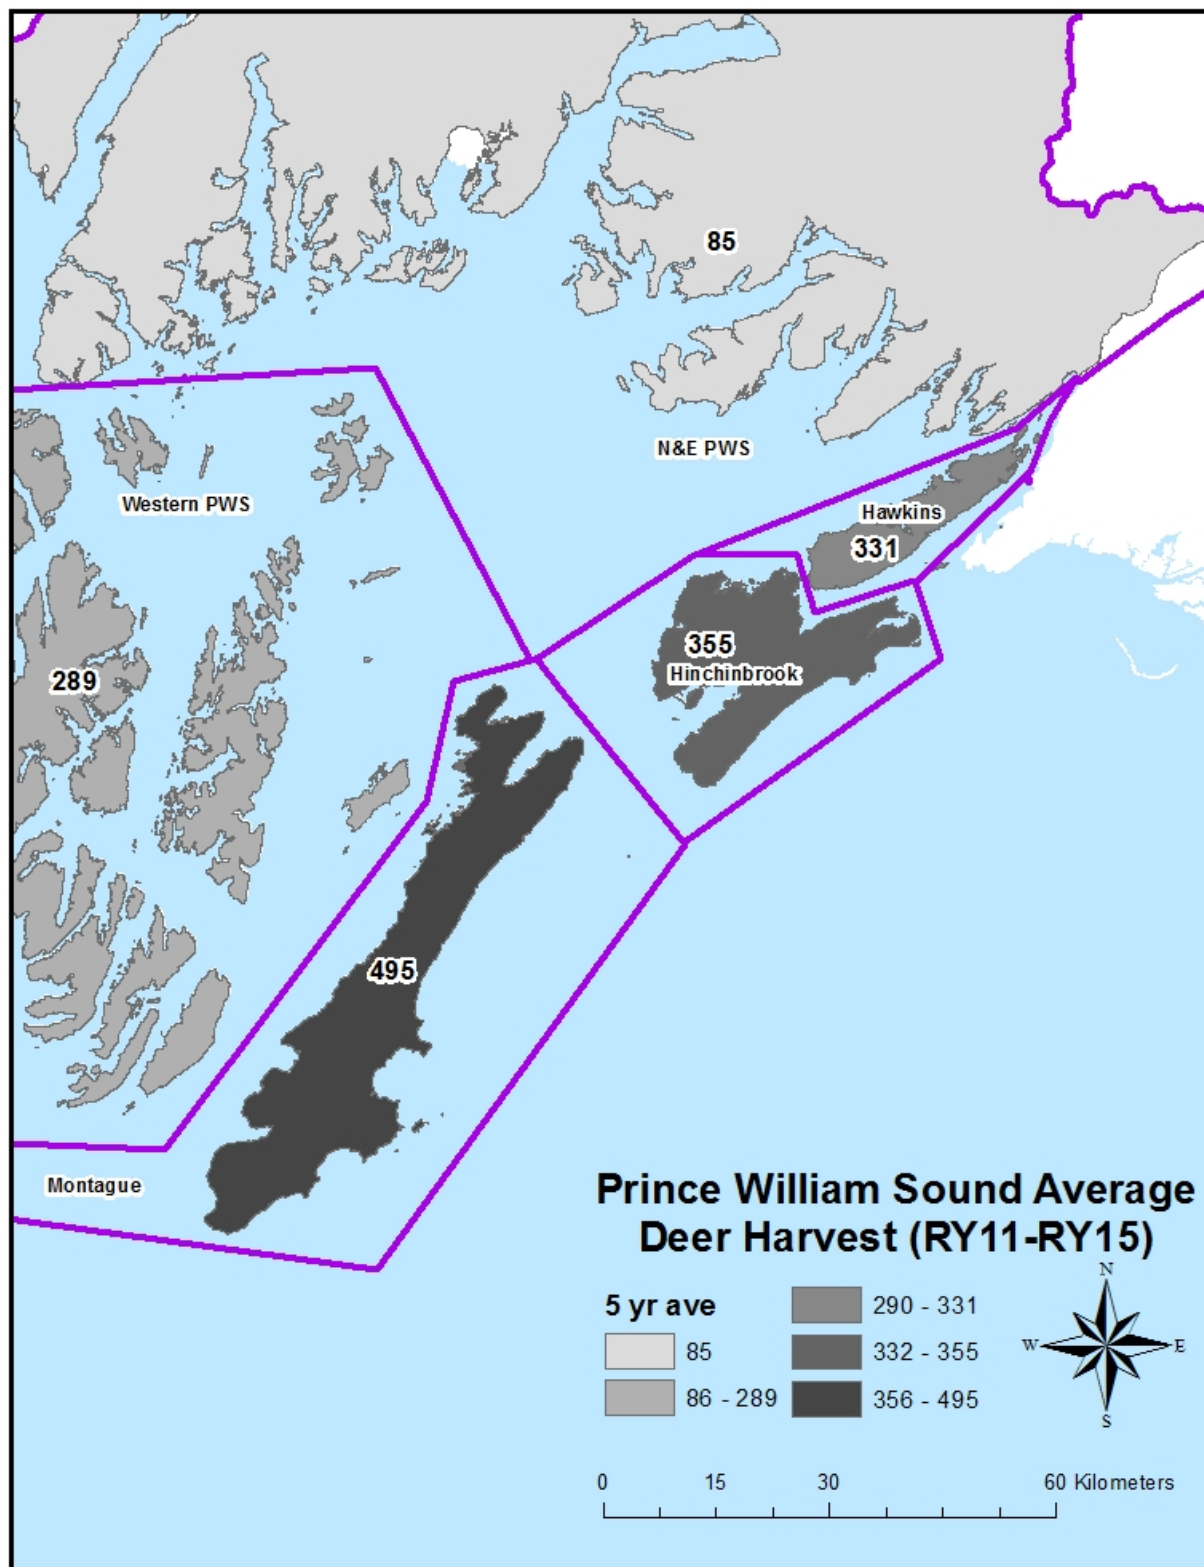 85
N&E PWS
Western PWS
Hawkins
331
355
Hinchinbrook
289
495
Montague
Prince William Sound Average
Deer Harvest (RY11-RY15)
5 yr ave
85
86 - 289
290 - 331
332 - 355
356 - 495
N
W E
S
0 15 30 60 Kilometers